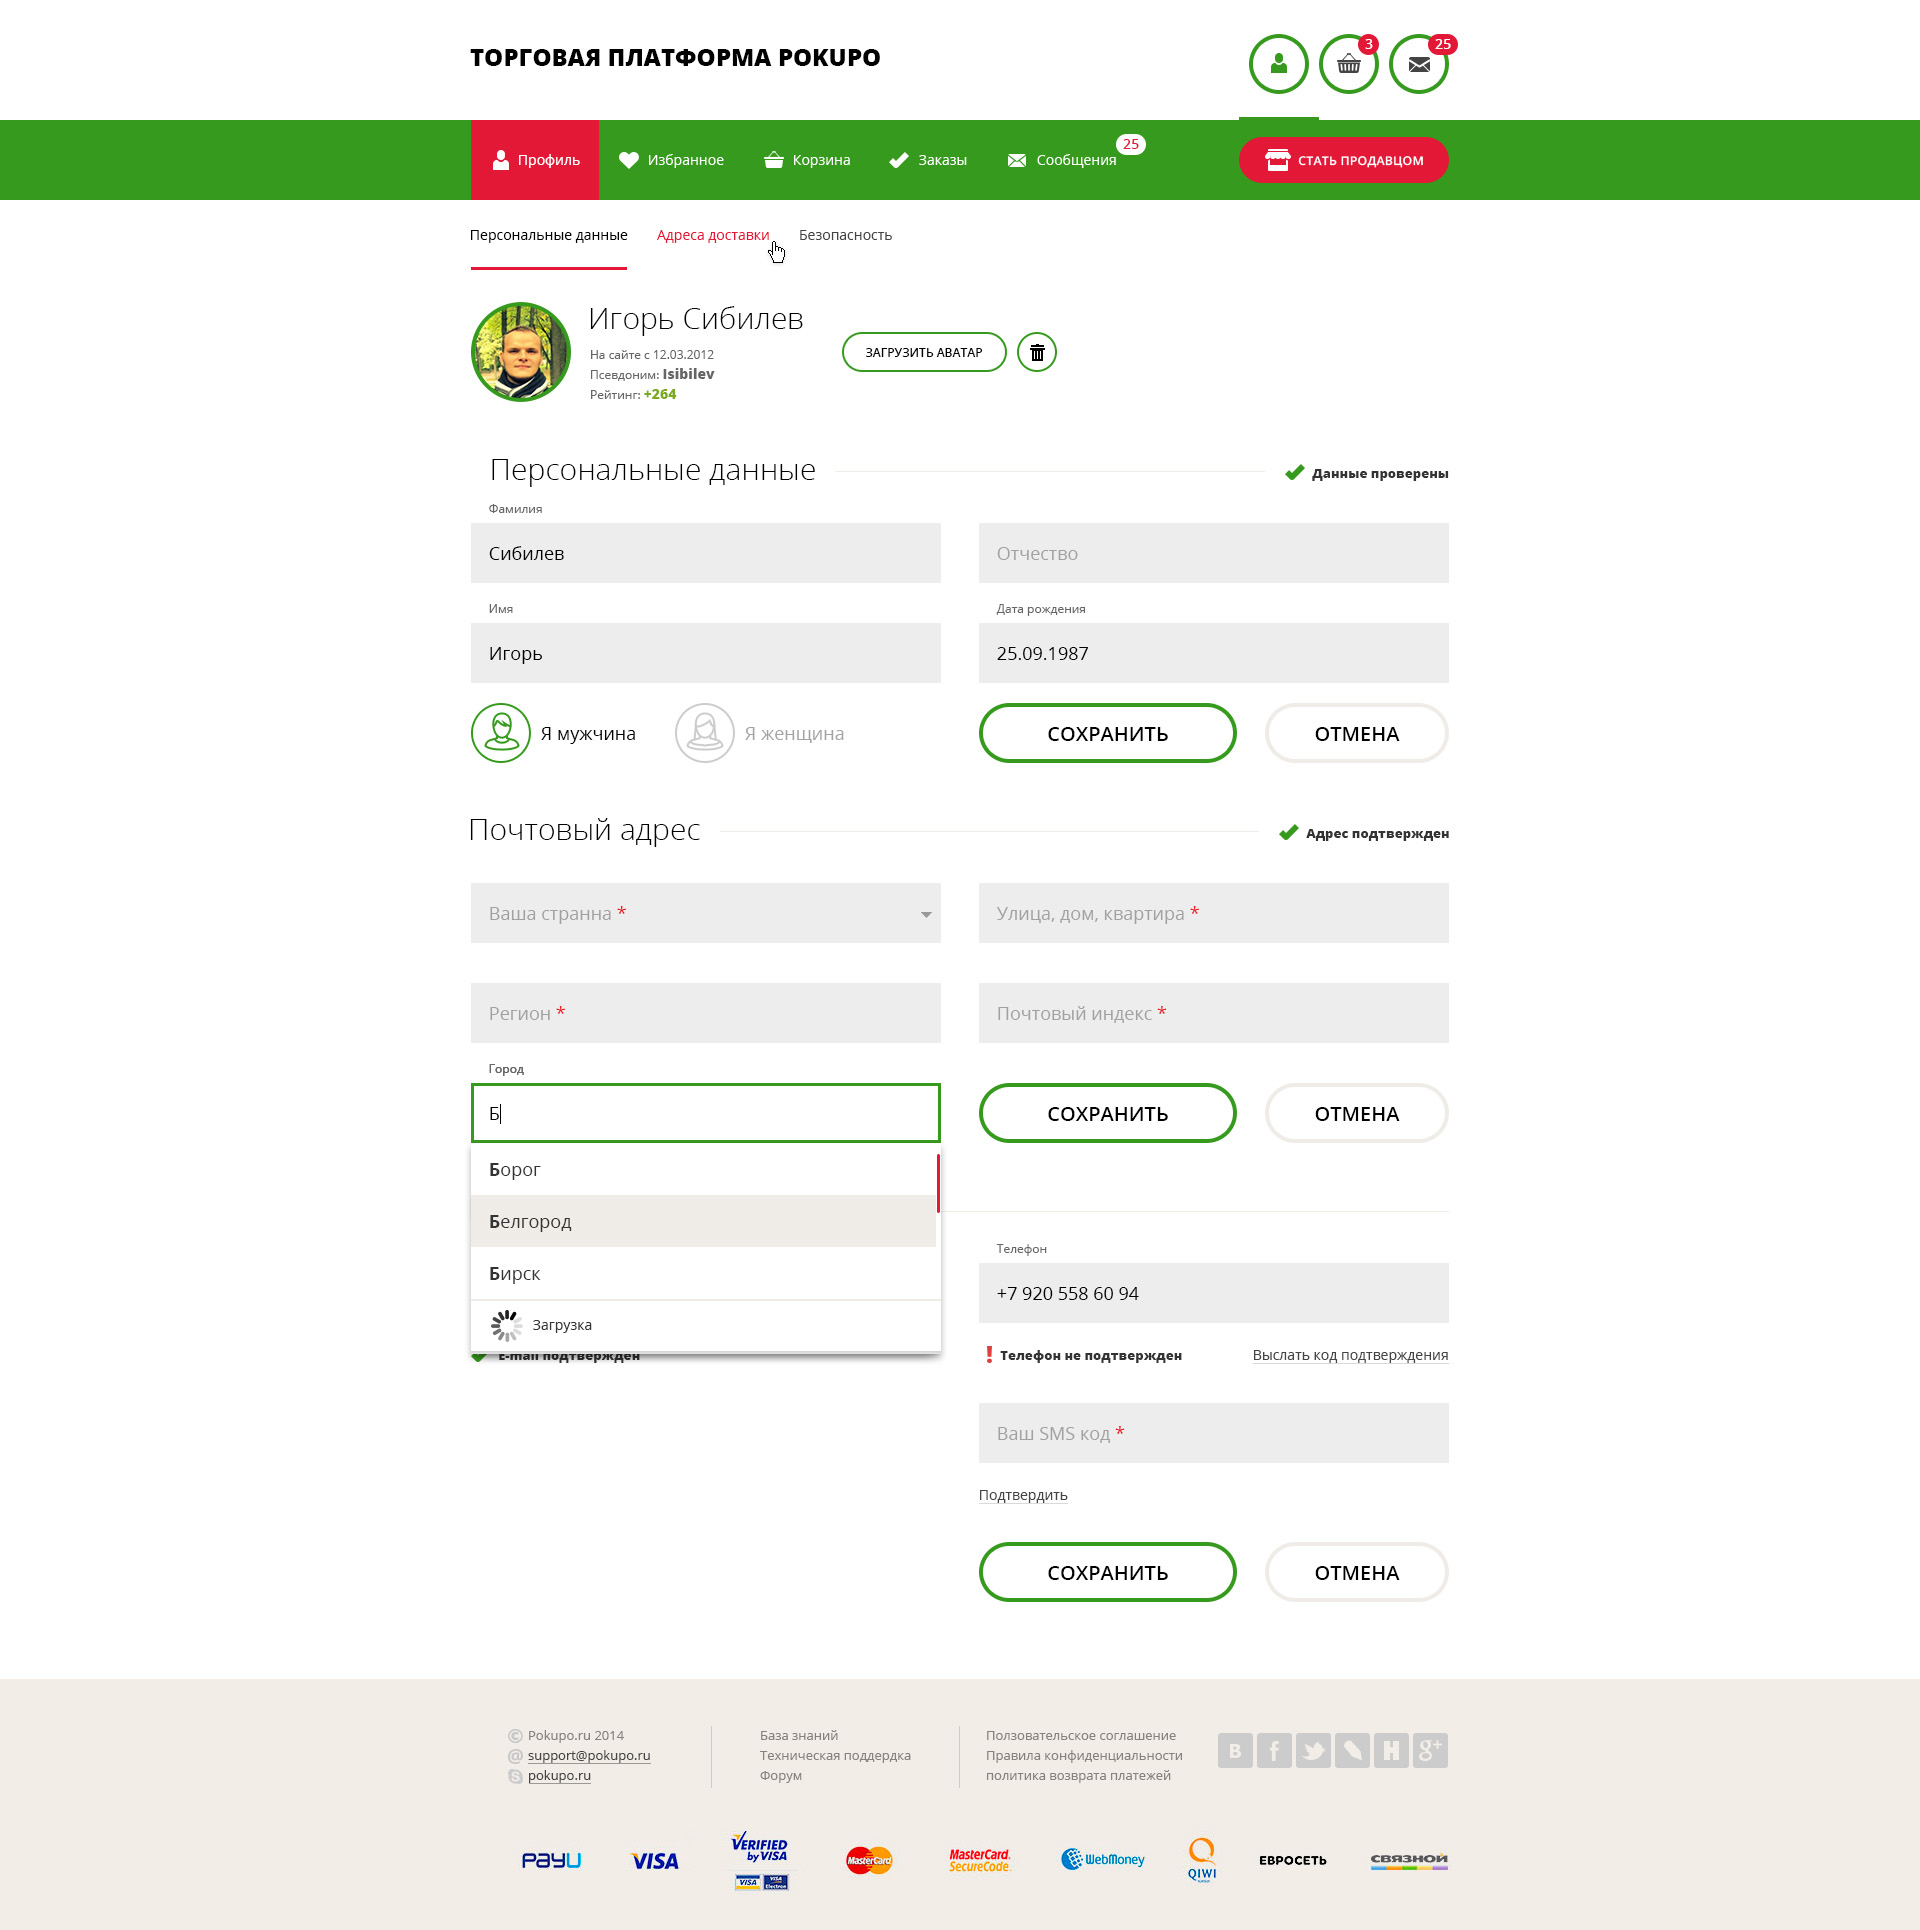 ТОРГОВАЯ ПЛАТФОРМА POKUPO
3
25
Профиль
Избранное
Корзина
Заказы
Сообщения
25
СТАТЬ ПРОДАВЦОМ
Персональные данные
Адреса доставки
Безопасность
Игорь Сибилев
На сайте с 12.03.2012
Псевдоним: Isibilev
Рейтинг: +264
ЗАГРУЗИТЬ АВАТАР
Персональные данные
Данные проверены
Фамилия
Сибилев
Отчество
Имя
Дата рождения
Игорь
25.09.1987
Я мужчина
Я женщина
СОХРАНИТЬ
ОТМЕНА
Почтовый адрес
Адрес подтвержден
Ваша странна *
Улица, дом, квартира *
Регион *
Почтовый индекс *
Город
Б
СОХРАНИТЬ
ОТМЕНА
Борог
Белгород
Бирск
Загрузка
Телефон
+7 920 558 60 94
E-mail подтвержден
Телефон не подтвержден
Выслать код подтверждения
Ваш SMS код *
Подтвердить
СОХРАНИТЬ
ОТМЕНА
© Pokupo.ru 2014
@ support@pokupo.ru
pokupo.ru
База знаний
Техническая поддердка
Форум
Ползовательское соглашение
Правила конфиденциальности
политика возврата платежей
B f H g+
PayU
VISA
VERIFIED
by VISA
VISA
VISA
Electron
MasterCard
MasterCard.
SecureCode.
WebMoney
QIWI
ЕВРОСЕТЬ
СВЯЗНОЙ